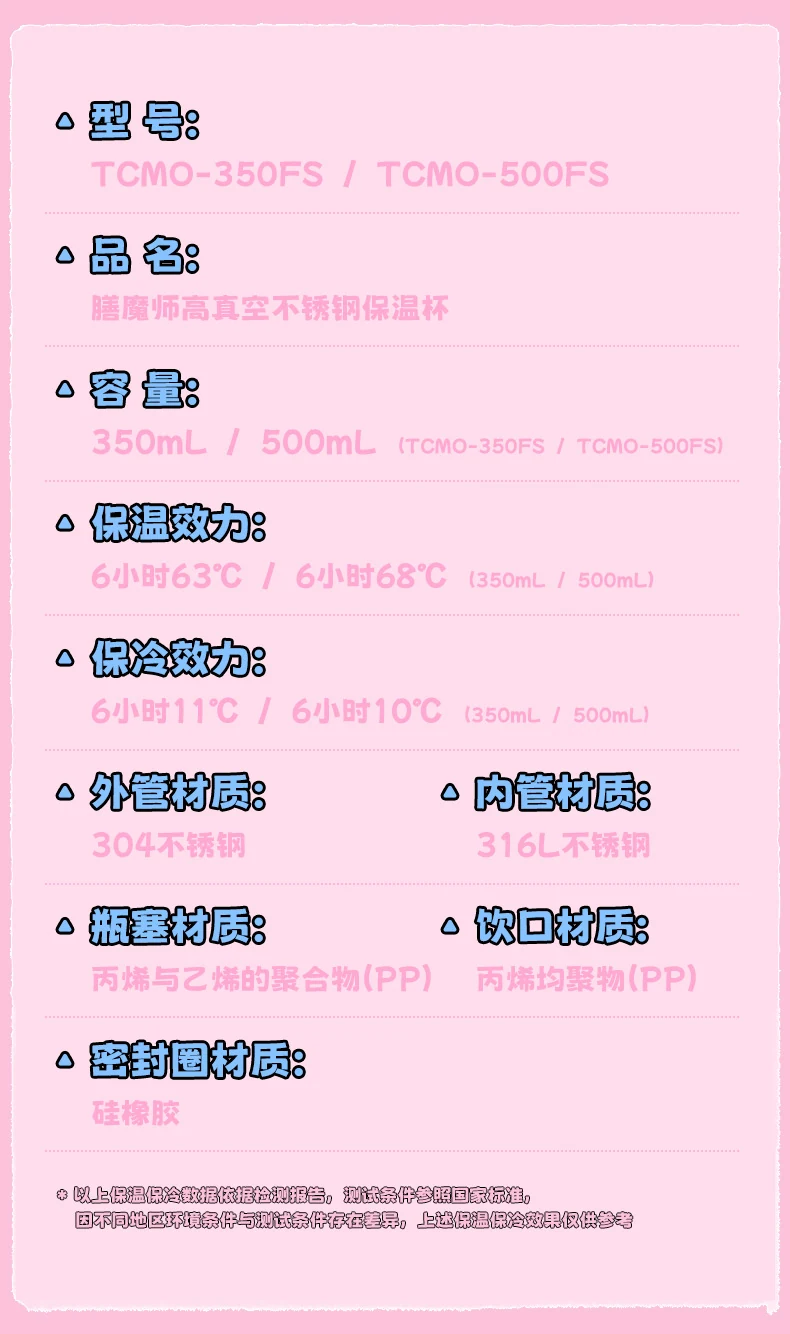 型 号:
TCMO-350FS / TCMO-500FS
品 名:
膳魔师高真空不锈钢保温杯
容 量:
350mL / 500mL (TCMO-350FS / TCMO-500FS)
保温效力:
6小时63℃ / 6小时68℃ (350mL / 500mL)
保冷效力:
6小时11℃ / 6小时10℃ (350mL / 500mL)
外管材质:
304不锈钢
内管材质:
316L不锈钢
瓶塞材质:
丙烯与乙烯的聚合物(PP)
饮口材质:
丙烯均聚物(PP)
密封圈材质:
硅橡胶
* 以上保温保冷数据依据检测报告，测试条件参照国家标准，
因不同地区环境条件与测试条件存在差异，上述保温保冷效果仅供参考